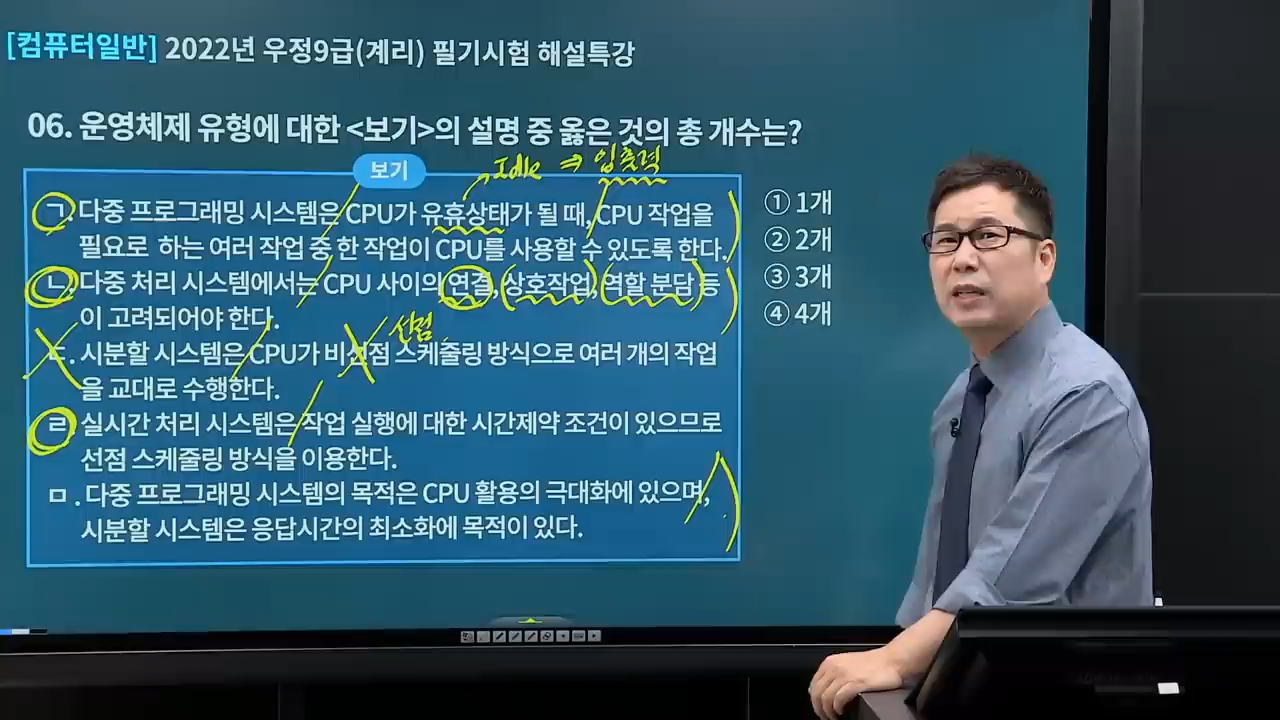 [컴퓨터일반] 2022년 우정9급(계리) 필기시험 해설특강
06. 운영체제 유형에 대한 <보기>의 설명 중 옳은 것의 총 개수는?
보기
Idle ⇒ 입출력
ㄱ. 다중 프로그래밍 시스템은 CPU가 유휴상태가 될 때, CPU 작업을
필요로 하는 여러 작업 중 한 작업이 CPU를 사용할 수 있도록 한다.
ㄴ. 다중 처리 시스템에서는 CPU 사이의 연결, 상호작업, 역할 분담 등
이 고려되어야 한다.
선점
ㄷ. 시분할 시스템은 CPU가 비선점 스케줄링 방식으로 여러 개의 작업
을 교대로 수행한다.
ㄹ. 실시간 처리 시스템은 작업 실행에 대한 시간제약 조건이 있으므로
선점 스케줄링 방식을 이용한다.
ㅁ. 다중 프로그래밍 시스템의 목적은 CPU 활용의 극대화에 있으며,
시분할 시스템은 응답시간의 최소화에 목적이 있다.
① 1개
② 2개
③ 3개
④ 4개